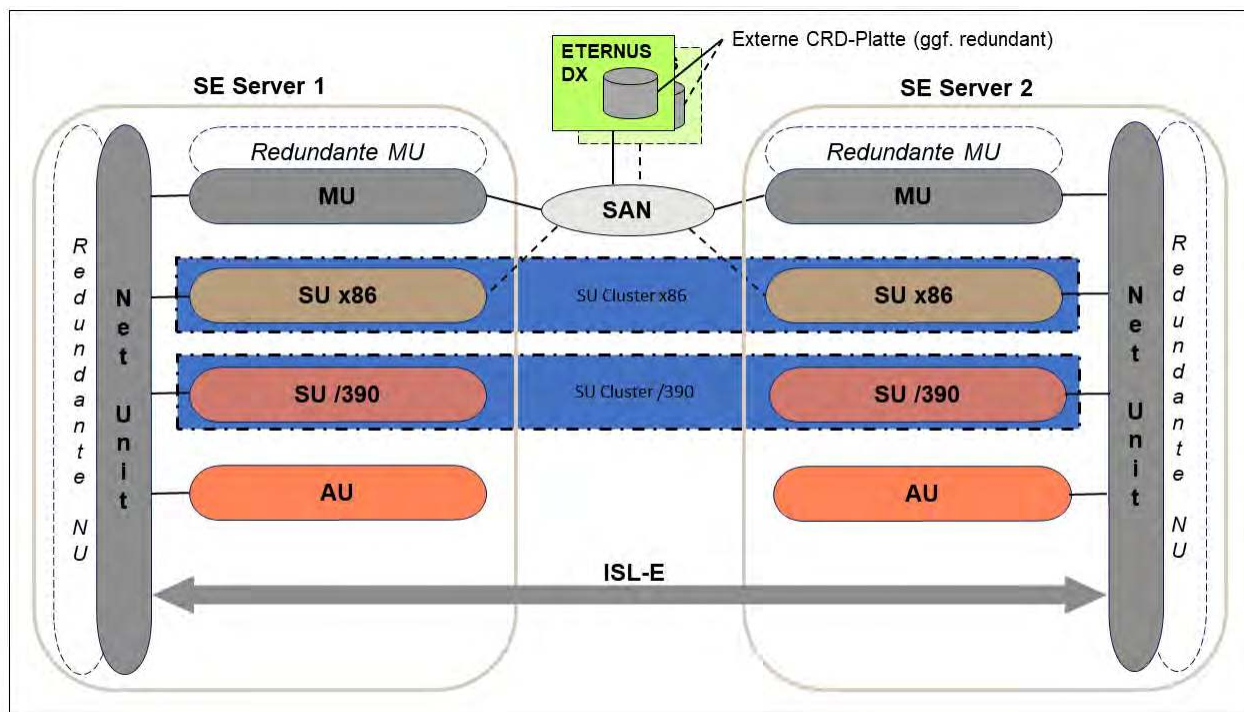 Externe CRD-Platte (ggf. redundant)
ETERNUS
DX
S
SE Server 1
SE Server 2
Redundante MU
Redundante MU
MU
SAN
MU
SU x86
SU Cluster x86
SU x86
SU /390
SU Cluster /390
SU /390
AU
AU
ISL-E
Redundante NU
Net Unit
Net Unit
Redundante NU